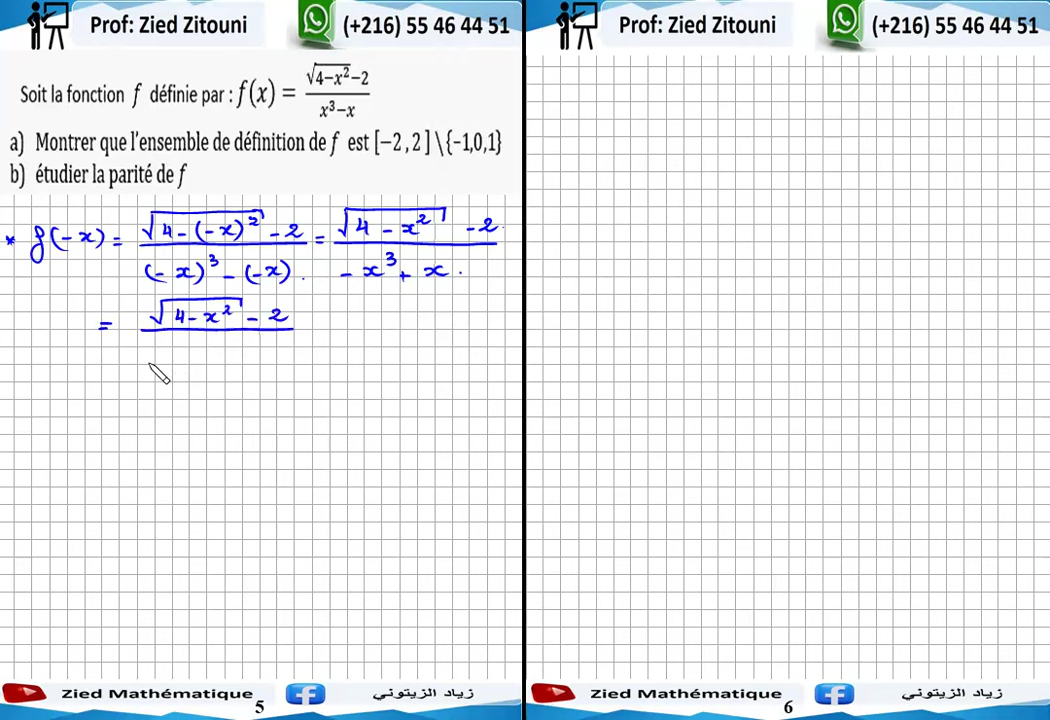 Prof: Zied Zitouni (+216) 55 46 44 51
Soit la fonction f définie par : f(x) = (√(4−x²)−2)/(x³−x)
a) Montrer que l'ensemble de définition de f est [−2,2]\{−1,0,1}
b) étudier la parité de f
* f(−x) = (√(4−(−x)²) −2)/((−x)³−(−x)) = (√(4−x²) −2)/(−x³+x)
= √(4−x²) −2
Zied Mathématique زياد الزيتوني
5
Prof: Zied Zitouni (+216) 55 46 44 51
Zied Mathématique زياد الزيتوني
6